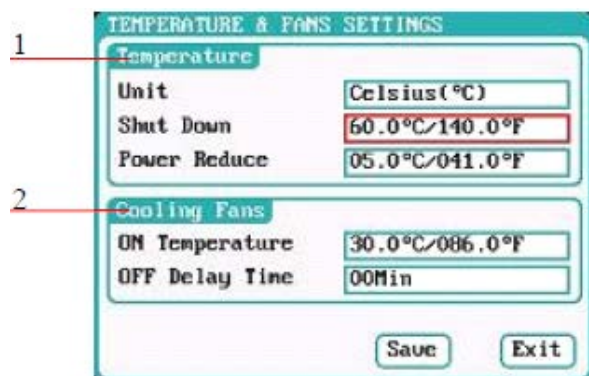 TEMPERATURE & FANS SETTINGS
1
Temperature
Unit Celsius(°C)
Shut Down 60.0°C/140.0°F
Power Reduce 05.0°C/041.0°F
2
Cooling Fans
ON Temperature 30.0°C/086.0°F
OFF Delay Time 00Min
Save Exit